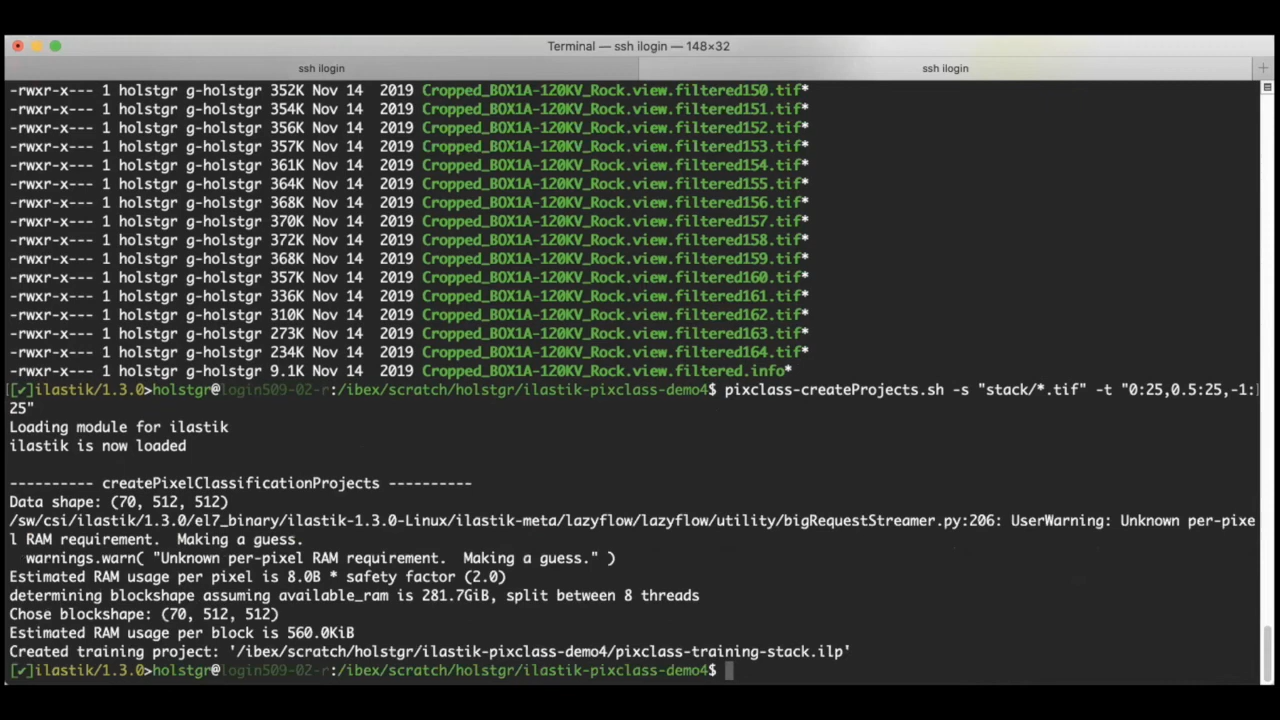 Terminal — ssh ilogin — 148×32
ssh ilogin
ssh ilogin
-rwxr-x--- 1 holstgr g-holstgr 352K Nov 14  2019 Cropped_BOX1A-120KV_Rock.view.filtered150.tif*
-rwxr-x--- 1 holstgr g-holstgr 354K Nov 14  2019 Cropped_BOX1A-120KV_Rock.view.filtered151.tif*
-rwxr-x--- 1 holstgr g-holstgr 356K Nov 14  2019 Cropped_BOX1A-120KV_Rock.view.filtered152.tif*
-rwxr-x--- 1 holstgr g-holstgr 357K Nov 14  2019 Cropped_BOX1A-120KV_Rock.view.filtered153.tif*
-rwxr-x--- 1 holstgr g-holstgr 361K Nov 14  2019 Cropped_BOX1A-120KV_Rock.view.filtered154.tif*
-rwxr-x--- 1 holstgr g-holstgr 364K Nov 14  2019 Cropped_BOX1A-120KV_Rock.view.filtered155.tif*
-rwxr-x--- 1 holstgr g-holstgr 368K Nov 14  2019 Cropped_BOX1A-120KV_Rock.view.filtered156.tif*
-rwxr-x--- 1 holstgr g-holstgr 370K Nov 14  2019 Cropped_BOX1A-120KV_Rock.view.filtered157.tif*
-rwxr-x--- 1 holstgr g-holstgr 372K Nov 14  2019 Cropped_BOX1A-120KV_Rock.view.filtered158.tif*
-rwxr-x--- 1 holstgr g-holstgr 368K Nov 14  2019 Cropped_BOX1A-120KV_Rock.view.filtered159.tif*
-rwxr-x--- 1 holstgr g-holstgr 357K Nov 14  2019 Cropped_BOX1A-120KV_Rock.view.filtered160.tif*
-rwxr-x--- 1 holstgr g-holstgr 336K Nov 14  2019 Cropped_BOX1A-120KV_Rock.view.filtered161.tif*
-rwxr-x--- 1 holstgr g-holstgr 310K Nov 14  2019 Cropped_BOX1A-120KV_Rock.view.filtered162.tif*
-rwxr-x--- 1 holstgr g-holstgr 273K Nov 14  2019 Cropped_BOX1A-120KV_Rock.view.filtered163.tif*
-rwxr-x--- 1 holstgr g-holstgr 234K Nov 14  2019 Cropped_BOX1A-120KV_Rock.view.filtered164.tif*
-rwxr-x--- 1 holstgr g-holstgr 9.1K Nov 14  2019 Cropped_BOX1A-120KV_Rock.view.filtered.info*
[✔]ilastik/1.3.0>holstgr@login509-02-r:/ibex/scratch/holstgr/ilastik-pixclass-demo4$ pixclass-createProjects.sh -s "stack/*.tif" -t "0:25,0.5:25,-1:
25"
Loading module for ilastik
ilastik is now loaded
---------- createPixelClassificationProjects ----------
Data shape: (70, 512, 512)
/sw/csi/ilastik/1.3.0/el7_binary/ilastik-1.3.0-Linux/ilastik-meta/lazyflow/lazyflow/utility/bigRequestStreamer.py:206: UserWarning: Unknown per-pixe
l RAM requirement.  Making a guess.
  warnings.warn( "Unknown per-pixel RAM requirement.  Making a guess." )
Estimated RAM usage per pixel is 8.0B * safety factor (2.0)
determining blockshape assuming available_ram is 281.7GiB, split between 8 threads
Chose blockshape: (70, 512, 512)
Estimated RAM usage per block is 560.0KiB
Created training project: '/ibex/scratch/holstgr/ilastik-pixclass-demo4/pixclass-training-stack.ilp'
[✔]ilastik/1.3.0>holstgr@login509-02-r:/ibex/scratch/holstgr/ilastik-pixclass-demo4$